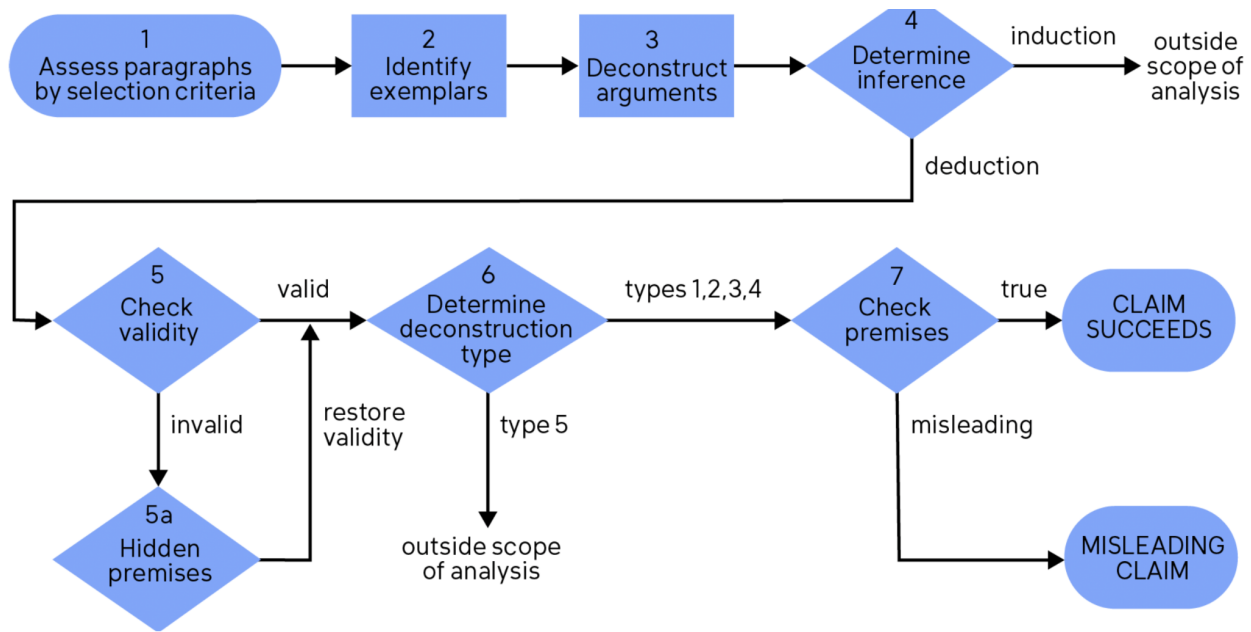 1
Assess paragraphs
by selection criteria
2
Identify
exemplars
3
Deconstruct
arguments
4
Determine
inference
induction
outside
scope of
analysis
deduction
5
Check
validity
valid
6
Determine
deconstruction
type
types 1,2,3,4
7
Check
premises
true
CLAIM
SUCCEEDS
invalid
restore
validity
type 5
misleading
5a
Hidden
premises
outside scope
of analysis
MISLEADING
CLAIM